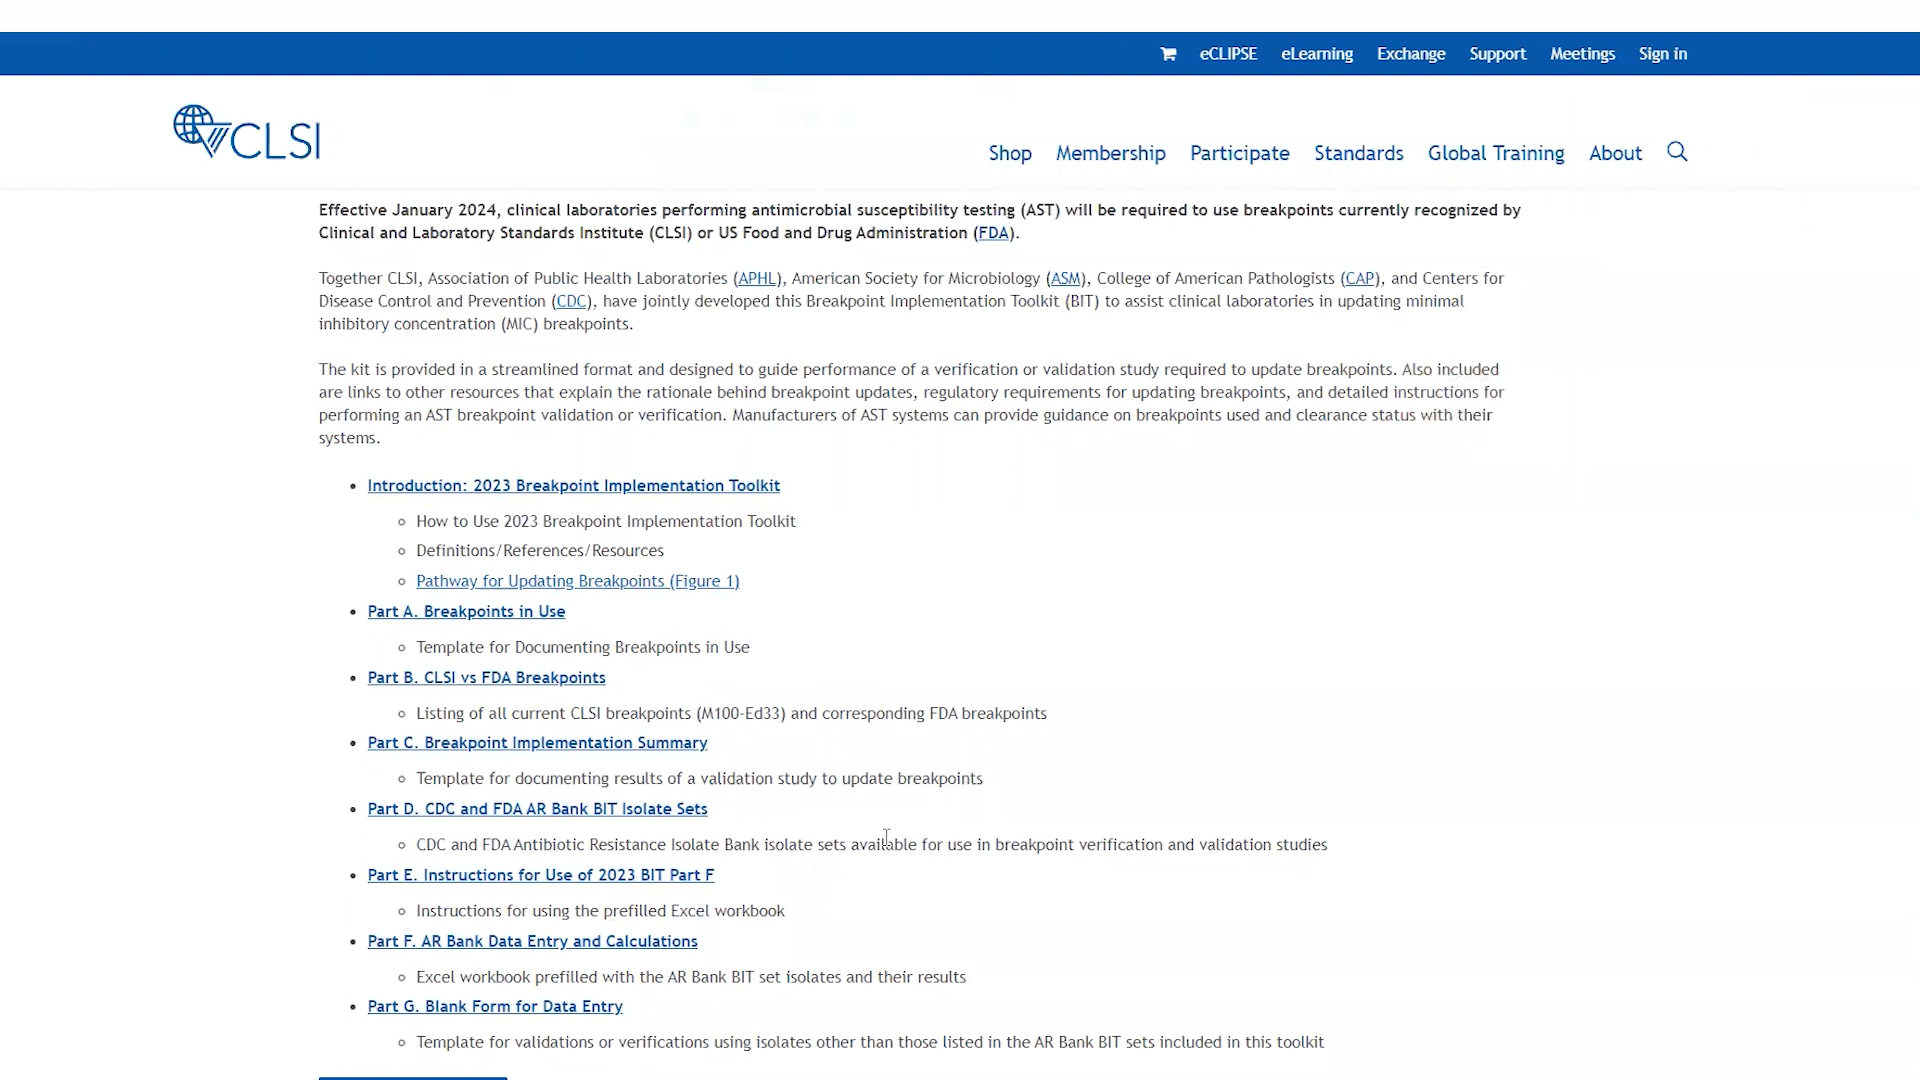 eCLIPSE eLearning Exchange Support Meetings Sign in
CLSI
Shop Membership Participate Standards Global Training About
Effective January 2024, clinical laboratories performing antimicrobial susceptibility testing (AST) will be required to use breakpoints currently recognized by
Clinical and Laboratory Standards Institute (CLSI) or US Food and Drug Administration (FDA).
Together CLSI, Association of Public Health Laboratories (APHL), American Society for Microbiology (ASM), College of American Pathologists (CAP), and Centers for
Disease Control and Prevention (CDC), have jointly developed this Breakpoint Implementation Toolkit (BIT) to assist clinical laboratories in updating minimal
inhibitory concentration (MIC) breakpoints.
The kit is provided in a streamlined format and designed to guide performance of a verification or validation study required to update breakpoints. Also included
are links to other resources that explain the rationale behind breakpoint updates, regulatory requirements for updating breakpoints, and detailed instructions for
performing an AST breakpoint validation or verification. Manufacturers of AST systems can provide guidance on breakpoints used and clearance status with their
systems.
• Introduction: 2023 Breakpoint Implementation Toolkit
◦ How to Use 2023 Breakpoint Implementation Toolkit
◦ Definitions/References/Resources
◦ Pathway for Updating Breakpoints (Figure 1)
• Part A. Breakpoints in Use
◦ Template for Documenting Breakpoints in Use
• Part B. CLSI vs FDA Breakpoints
◦ Listing of all current CLSI breakpoints (M100-Ed33) and corresponding FDA breakpoints
• Part C. Breakpoint Implementation Summary
◦ Template for documenting results of a validation study to update breakpoints
• Part D. CDC and FDA AR Bank BIT Isolate Sets
◦ CDC and FDA Antibiotic Resistance Isolate Bank isolate sets available for use in breakpoint verification and validation studies
• Part E. Instructions for Use of 2023 BIT Part F
◦ Instructions for using the prefilled Excel workbook
• Part F. AR Bank Data Entry and Calculations
◦ Excel workbook prefilled with the AR Bank BIT set isolates and their results
• Part G. Blank Form for Data Entry
◦ Template for validations or verifications using isolates other than those listed in the AR Bank BIT sets included in this toolkit